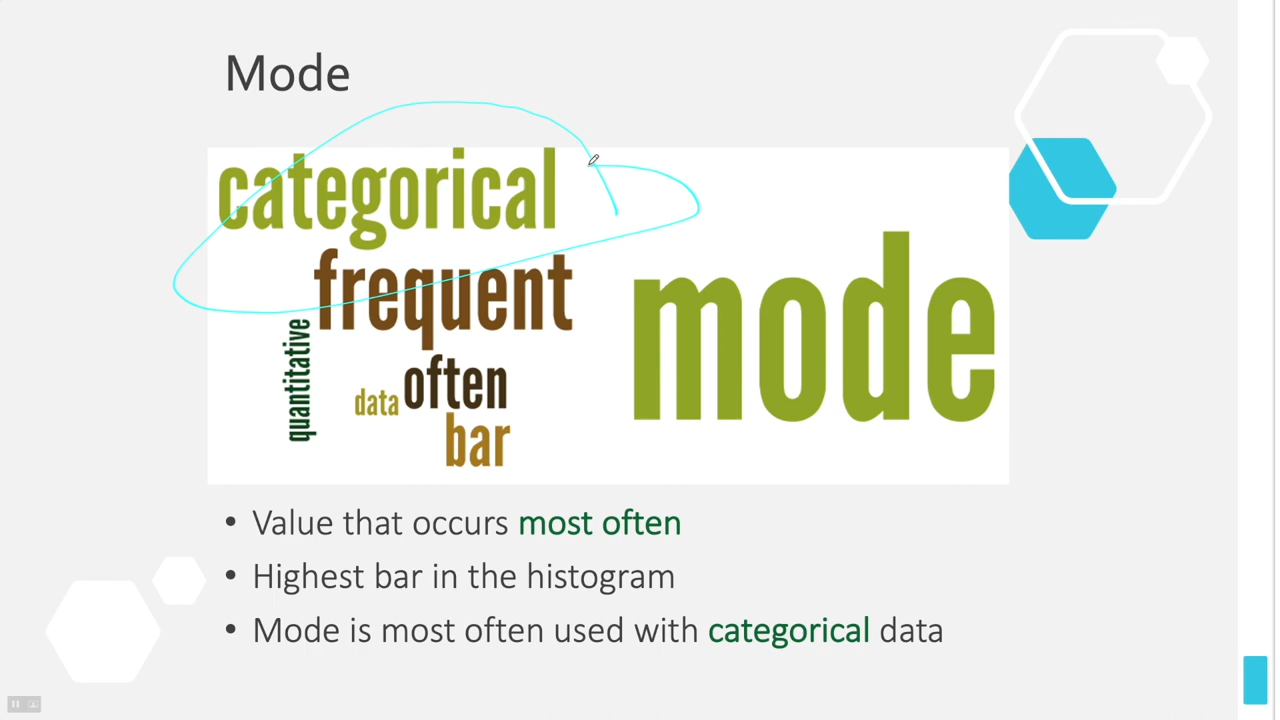 Mode
categorical
frequent
mode
quantitative
often
data
bar
• Value that occurs most often
• Highest bar in the histogram
• Mode is most often used with categorical data